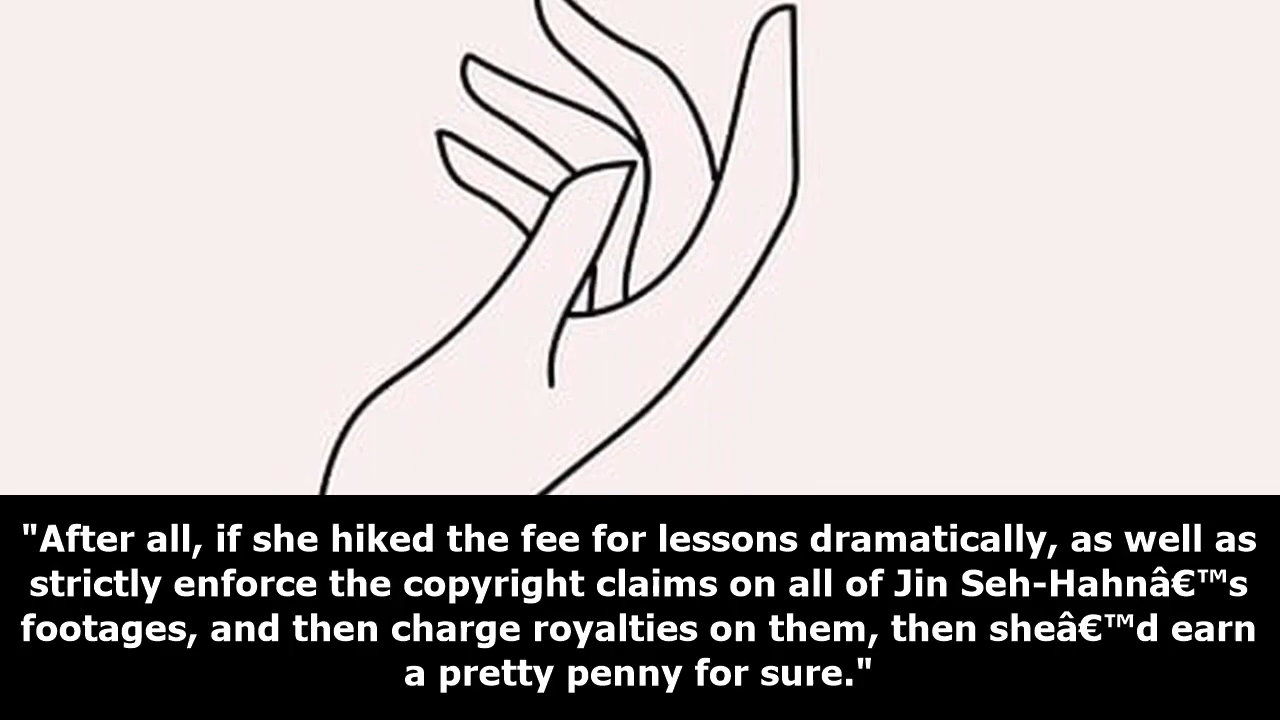 "After all, if she hiked the fee for lessons dramatically, as well as
strictly enforce the copyright claims on all of Jin Seh-Hahnâ€™s
footages, and then charge royalties on them, then sheâ€™d earn
a pretty penny for sure."